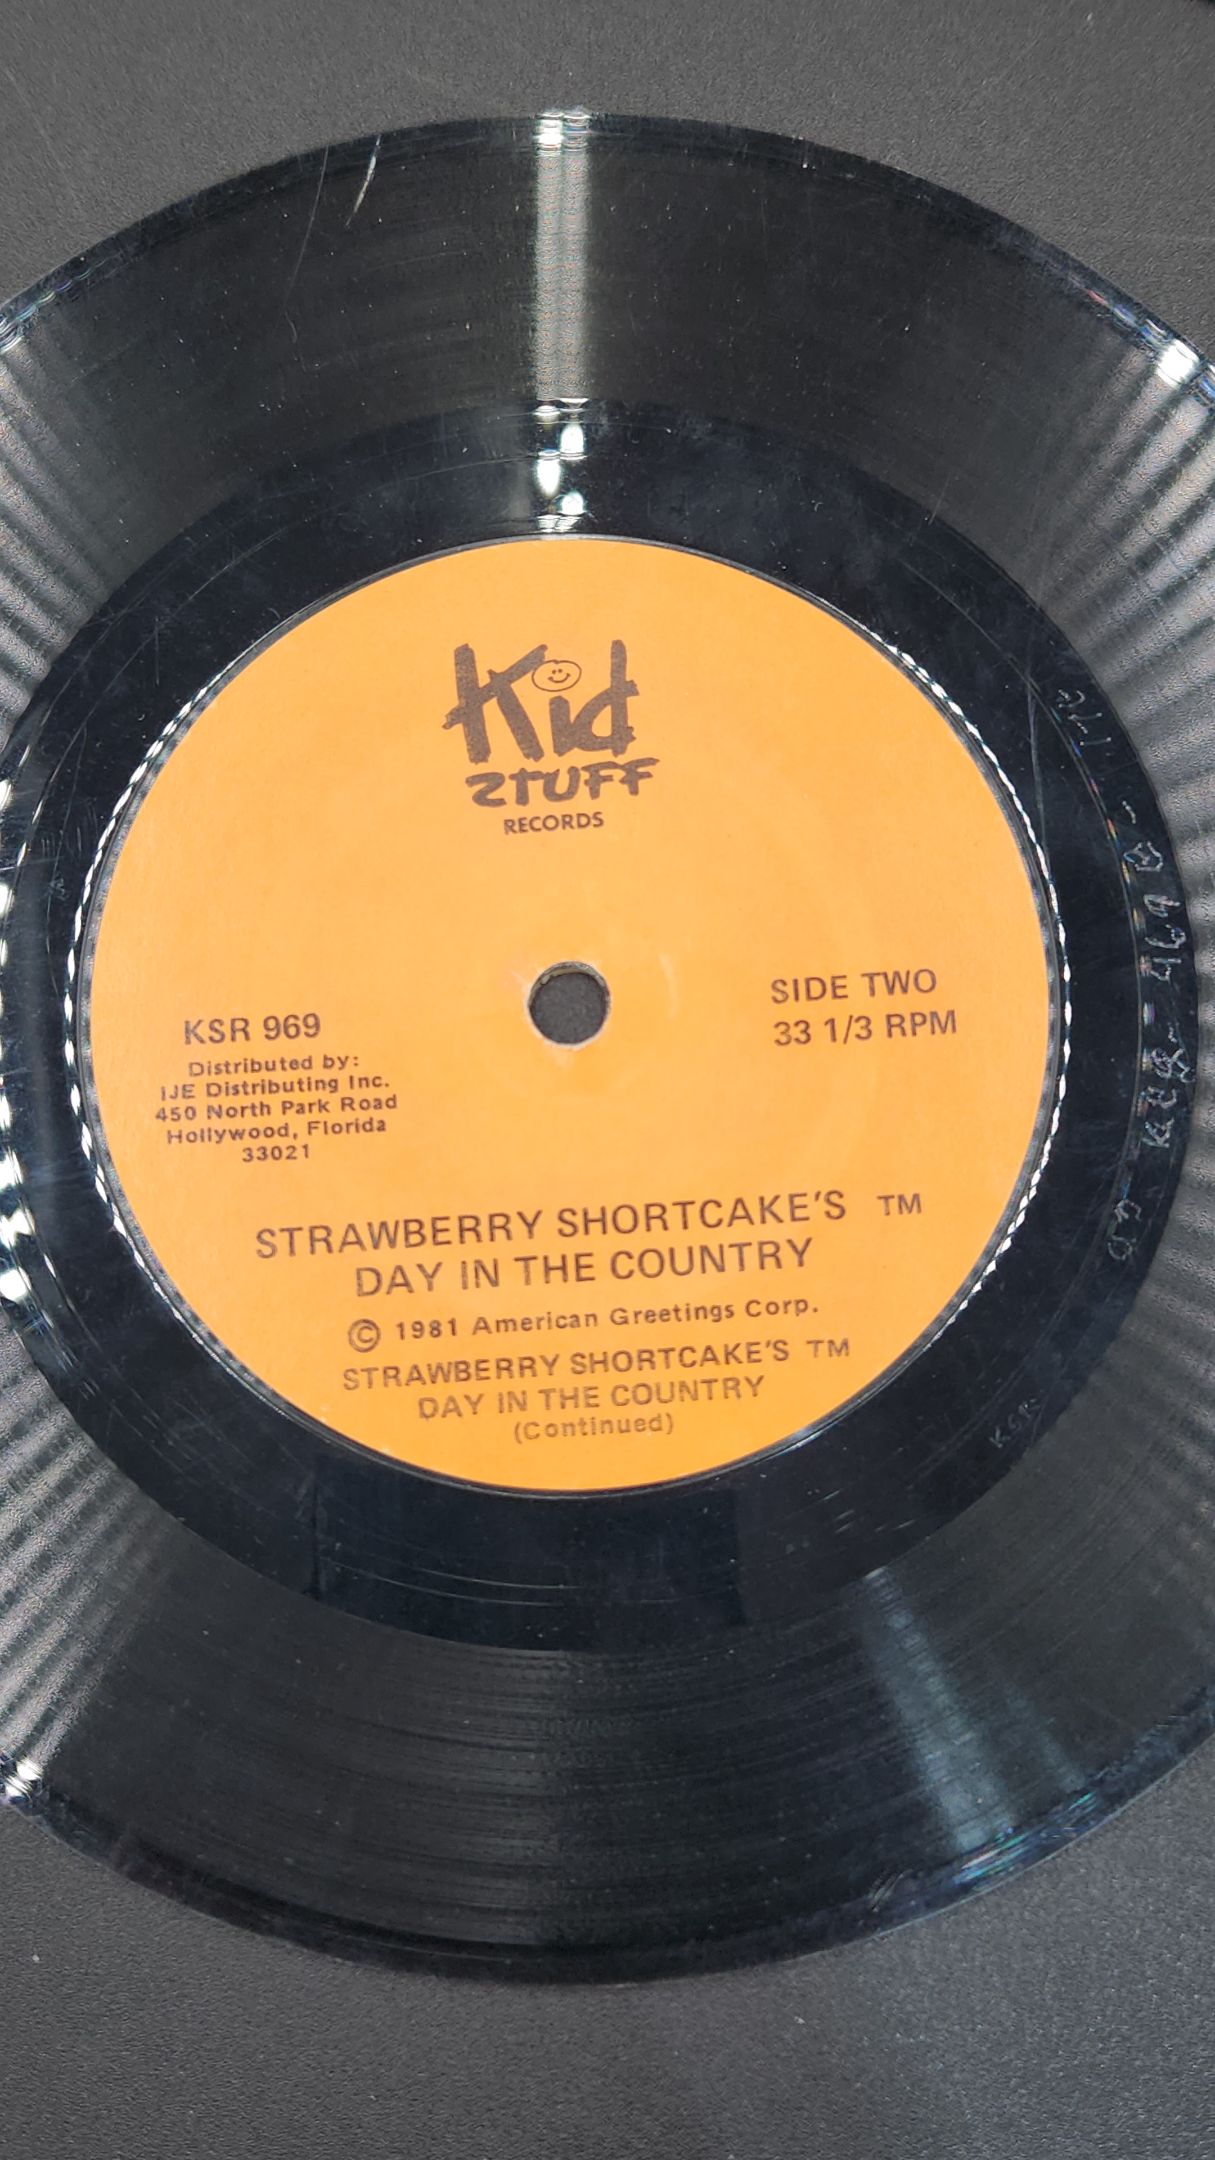 Kid
STUFF
RECORDS
SIDE TWO
33 1/3 RPM
KSR 969
Distributed by:
IJE Distributing Inc.
450 North Park Road
Hollywood, Florida
33021
STRAWBERRY SHORTCAKE'S TM
DAY IN THE COUNTRY
© 1981 American Greetings Corp.
STRAWBERRY SHORTCAKE'S TM
DAY IN THE COUNTRY
(Continued)